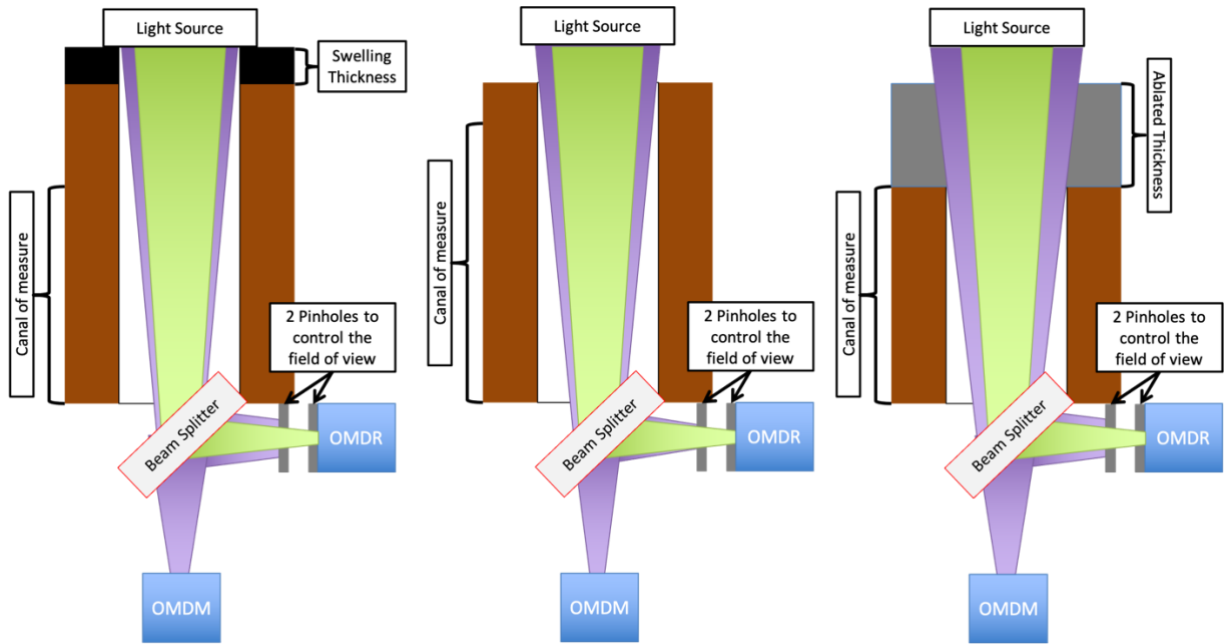 Light Source
Swelling
Thickness
Canal of measure
2 Pinholes to
control the
field of view
Beam Splitter
OMDR
OMDM
Light Source
Canal of measure
2 Pinholes to
control the
field of view
Beam Splitter
OMDR
OMDM
Light Source
Ablated Thickness
Canal of measure
2 Pinholes to
control the
field of view
Beam Splitter
OMDR
OMDM